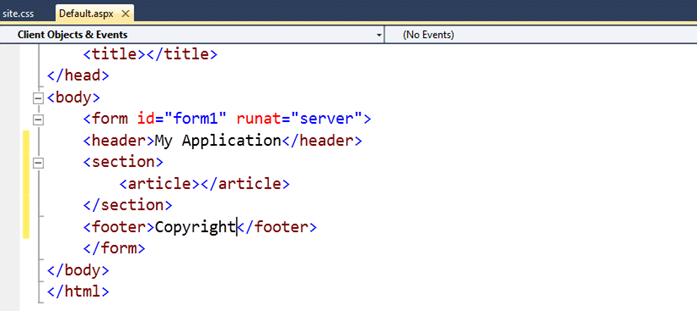 site.css Default.aspx
Client Objects & Events (No Events)
<title></title>
</head>
<body>
<form id="form1" runat="server">
<header>My Application</header>
<section>
<article></article>
</section>
<footer>Copyright</footer>
</form>
</body>
</html>